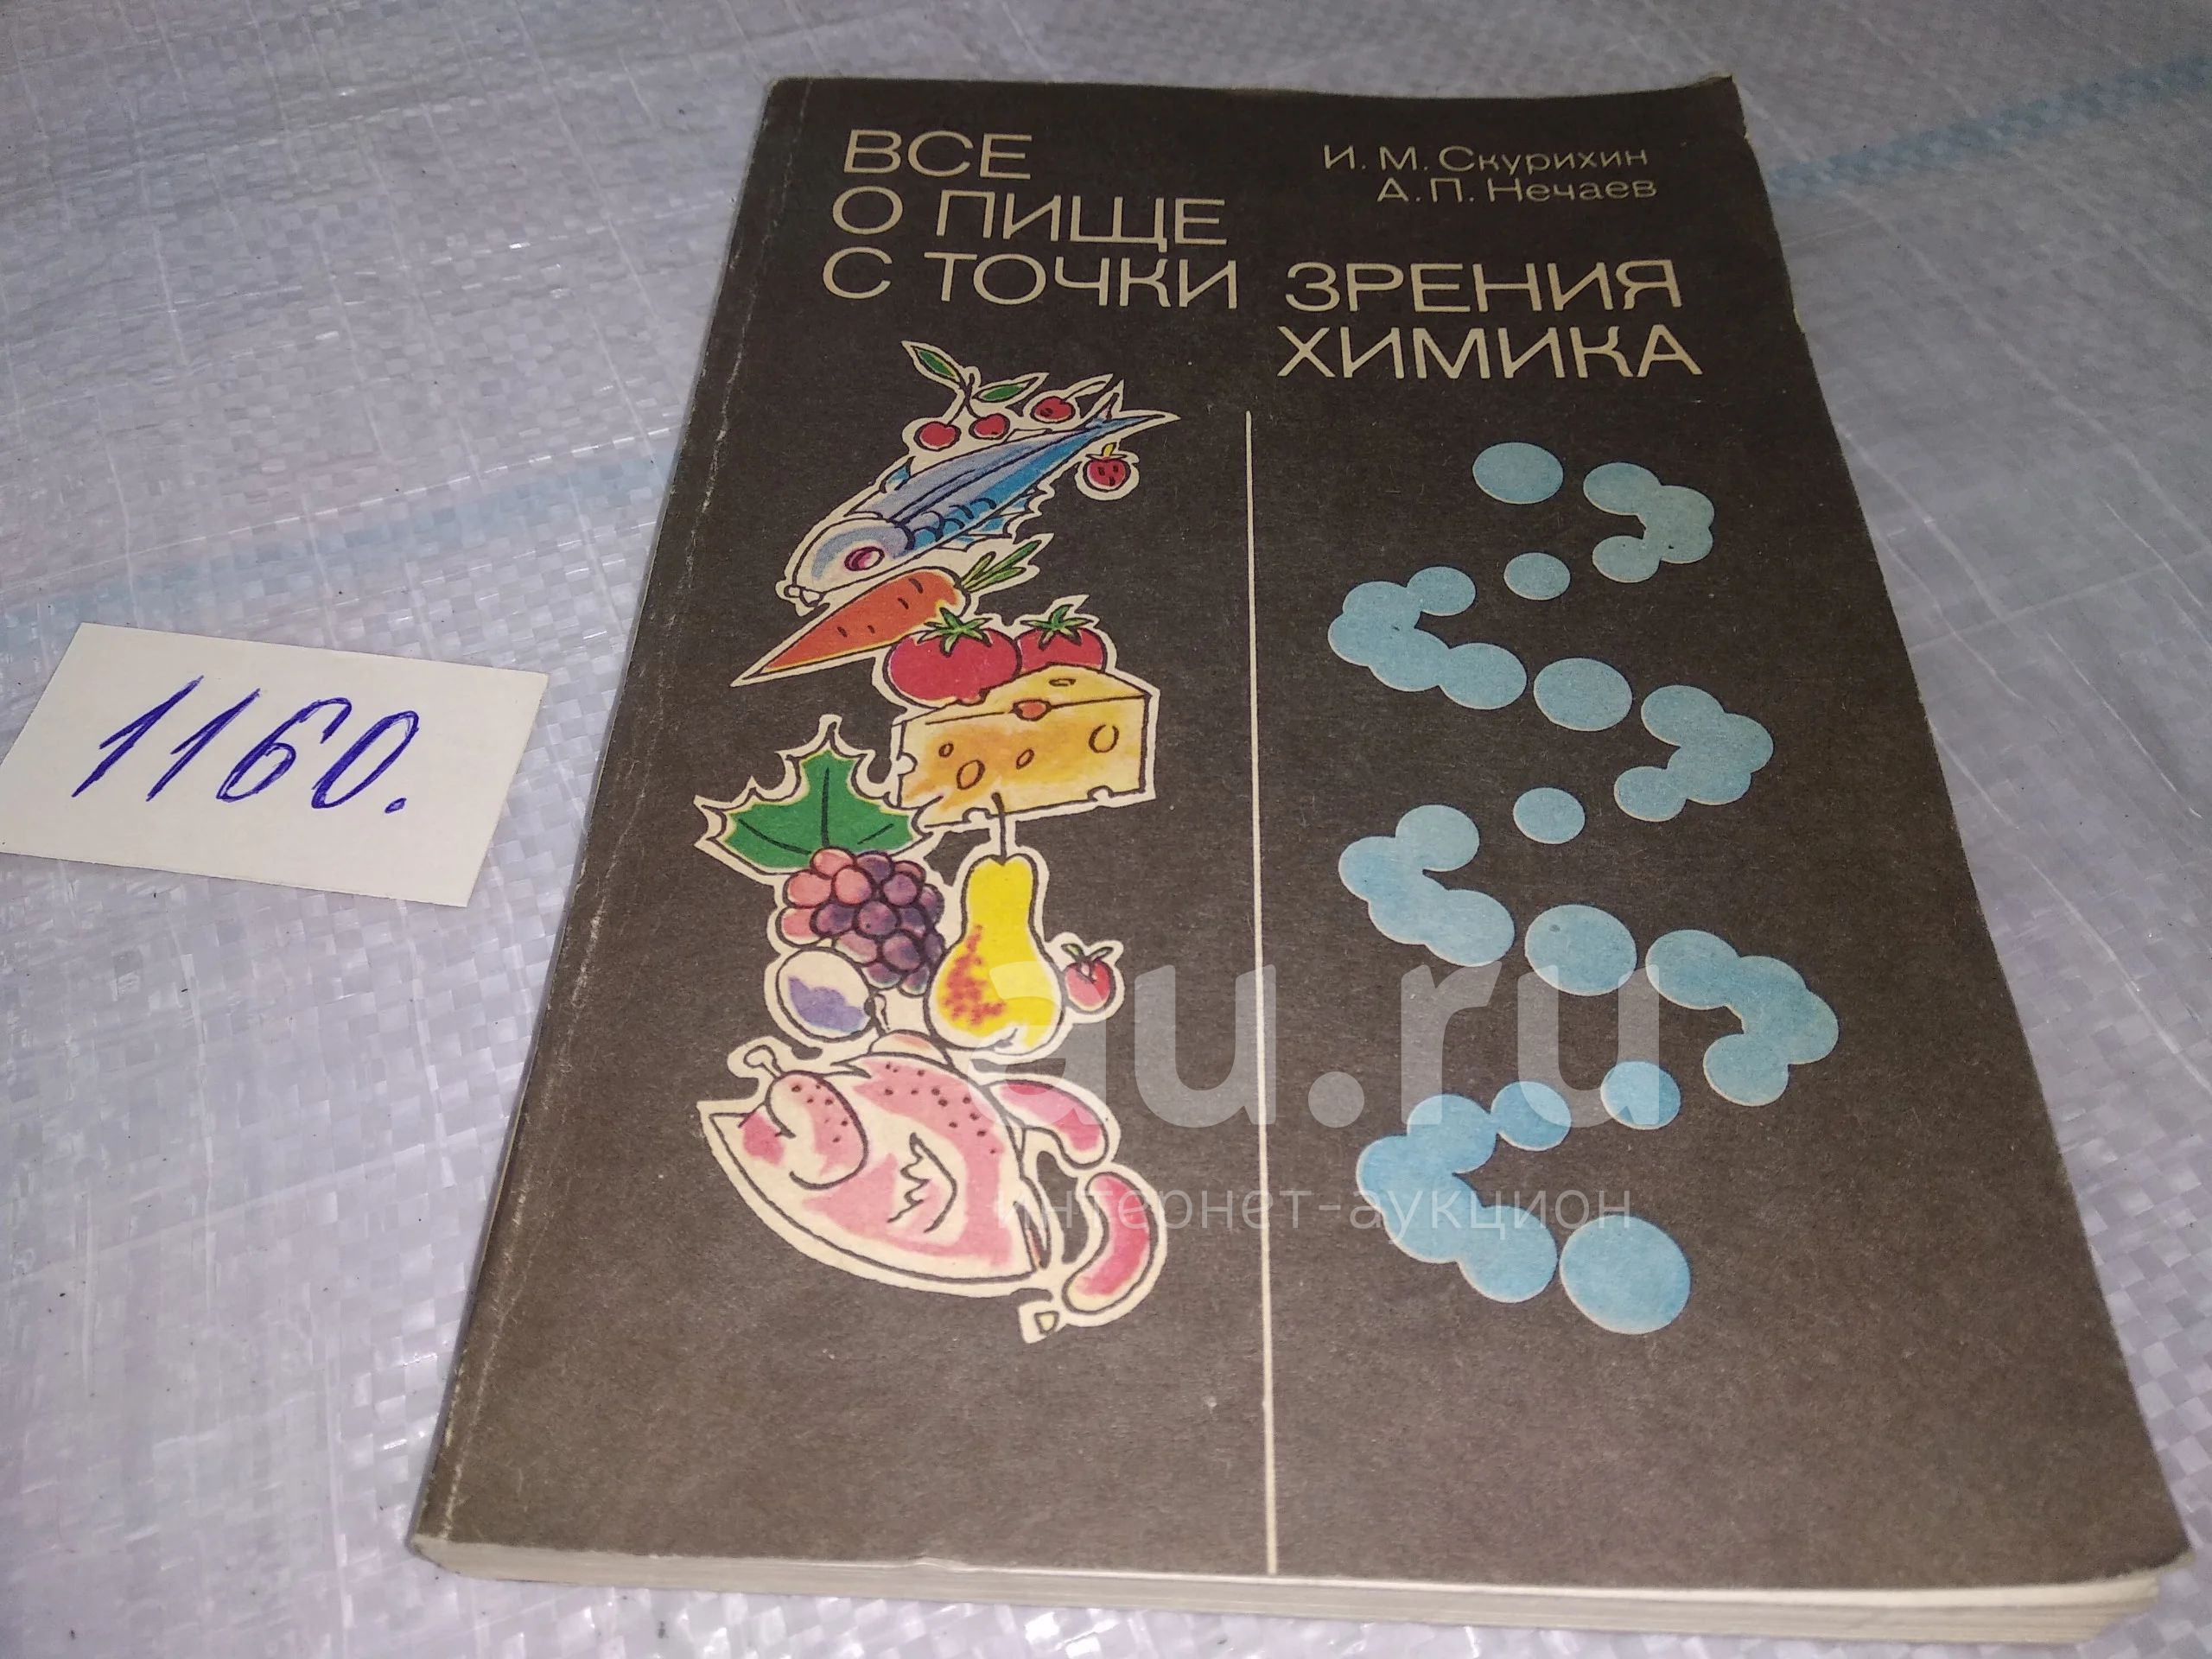 ВСЕ
О ПИЩЕ
С ТОЧКИ ЗРЕНИЯ
ХИМИКА
И. М. Скурихин
А. П. Нечаев
1160.
au.ru
интернет-аукцион